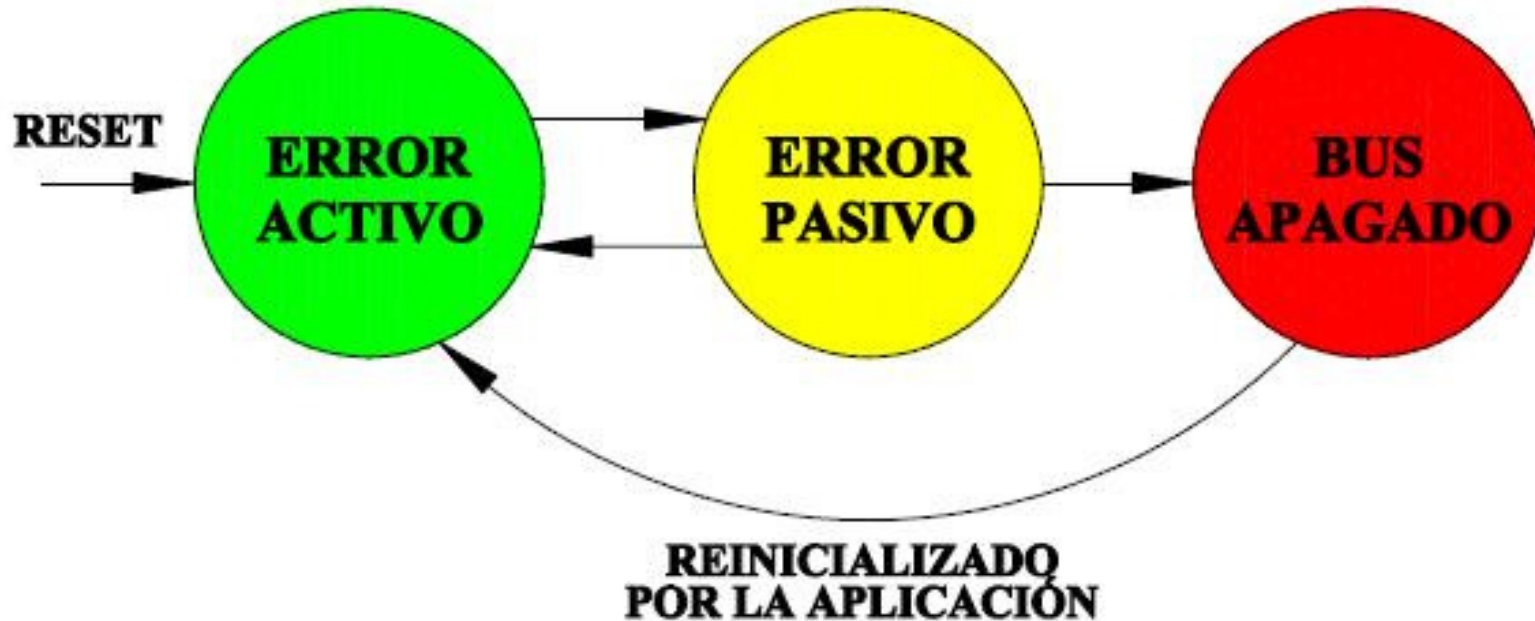 RESET
ERROR
ACTIVO
ERROR
PASIVO
BUS
APAGADO
REINICIALIZADO
POR LA APLICACIÓN